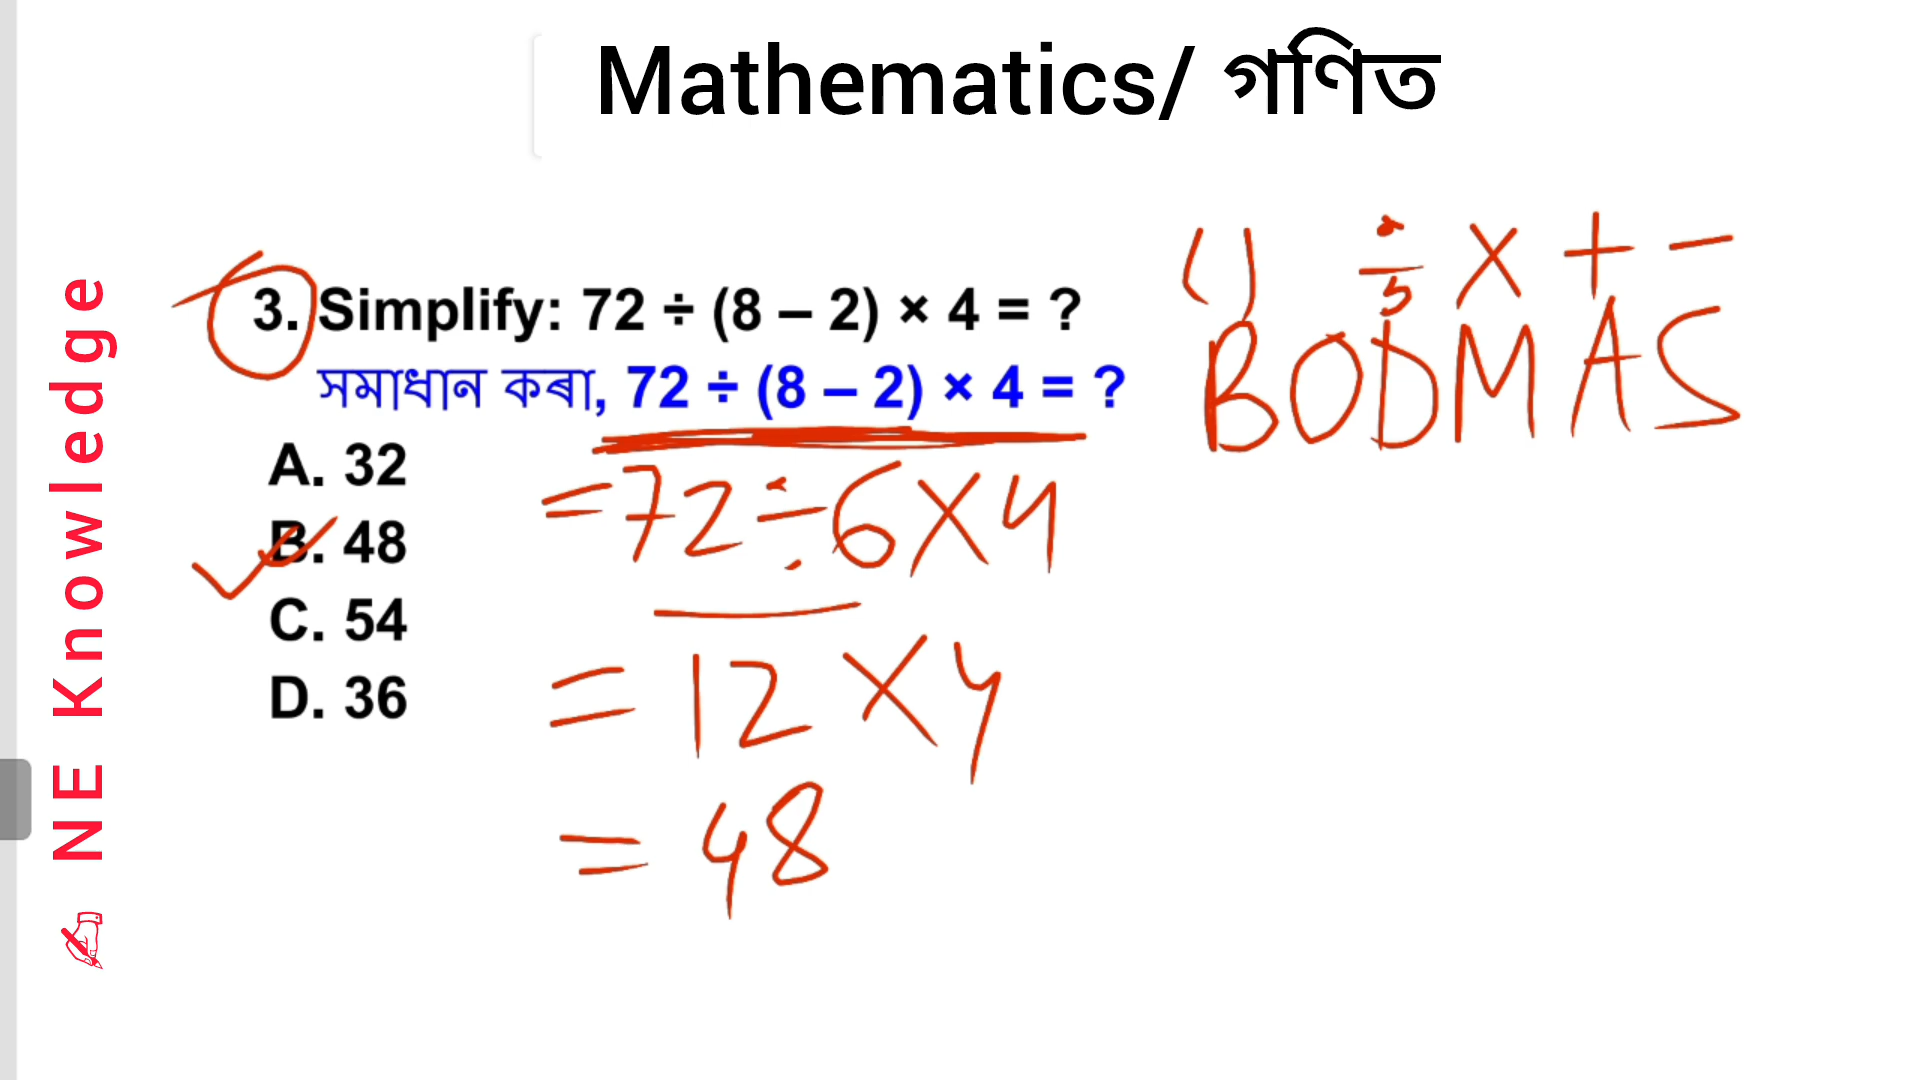 Mathematics/ গণিত
NE Knowledge
3. Simplify: 72 ÷ (8 – 2) × 4 = ?
সমাধান কৰা, 72 ÷ (8 – 2) × 4 = ?
A. 32
B. 48
C. 54
D. 36
= 72 ÷ 6 × 4
= 12 × 4
= 48
() ÷ × + –
BODMAS